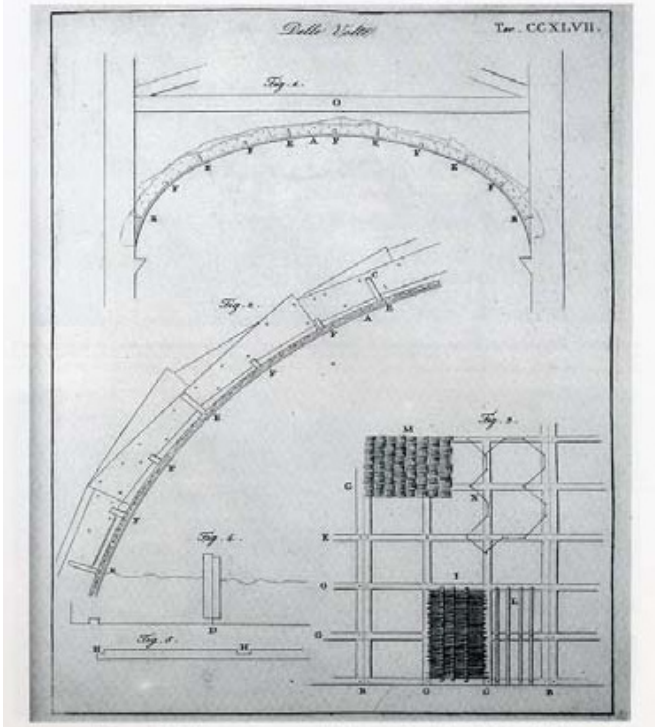 Delle Volte
Tav. CCXLVII.
Fig. 1.
O
E F E F E A F E F E F E
Fig. 2.
C
B
A
F
F
E
F
F
Fig. 3.
M
G
N
E
I
O
L
G
B G G B
Fig. 4.
D
Fig. 5.
H H